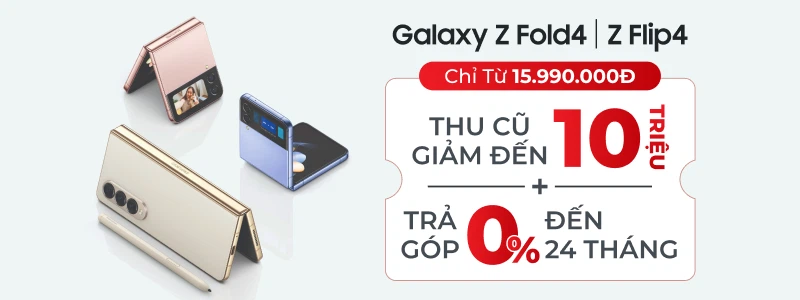 Galaxy Z Fold4 | Z Flip4
Chỉ Từ 15.990.000Đ
THU CŨ
GIẢM ĐẾN 10 TRIỆU
+
TRẢ
GÓP 0% ĐẾN
24 THÁNG